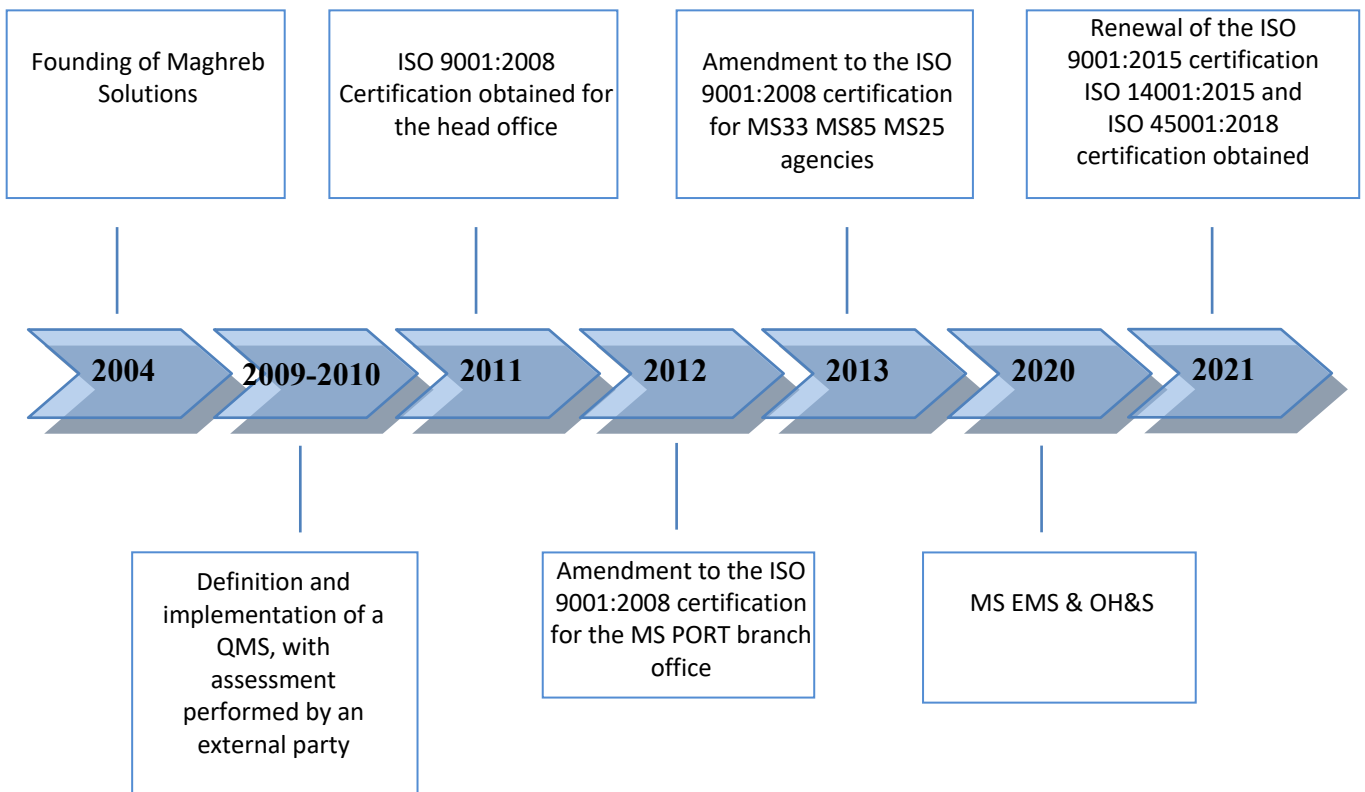 Founding of Maghreb
Solutions
ISO 9001:2008
Certification obtained for
the head office
Amendment to the ISO
9001:2008 certification
for MS33 MS85 MS25
agencies
Renewal of the ISO
9001:2015 certification
ISO 14001:2015 and
ISO 45001:2018
certification obtained
2004
2009-2010
2011
2012
2013
2020
2021
Definition and
implementation of a
QMS, with
assessment
performed by an
external party
Amendment to the ISO
9001:2008 certification
for the MS PORT branch
office
MS EMS & OH&S